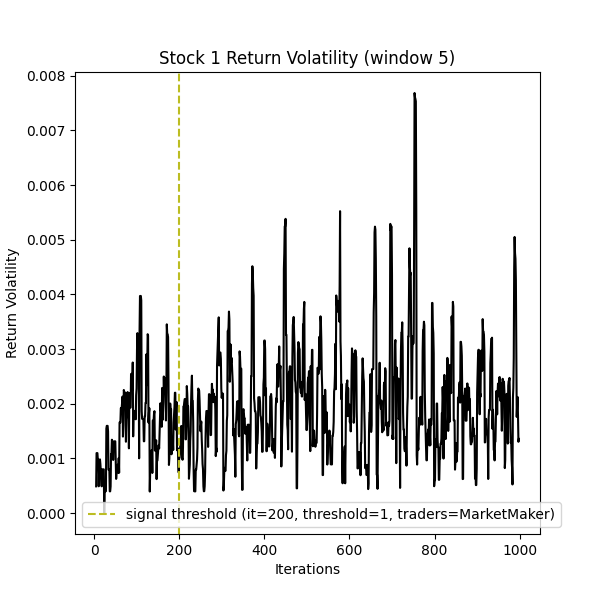 Stock 1 Return Volatility (window 5)
0.008
0.007
0.006
0.005
0.004
0.003
0.002
0.001
0.000
Return Volatility
signal threshold (it=200, threshold=1, traders=MarketMaker)
0 200 400 600 800 1000
Iterations